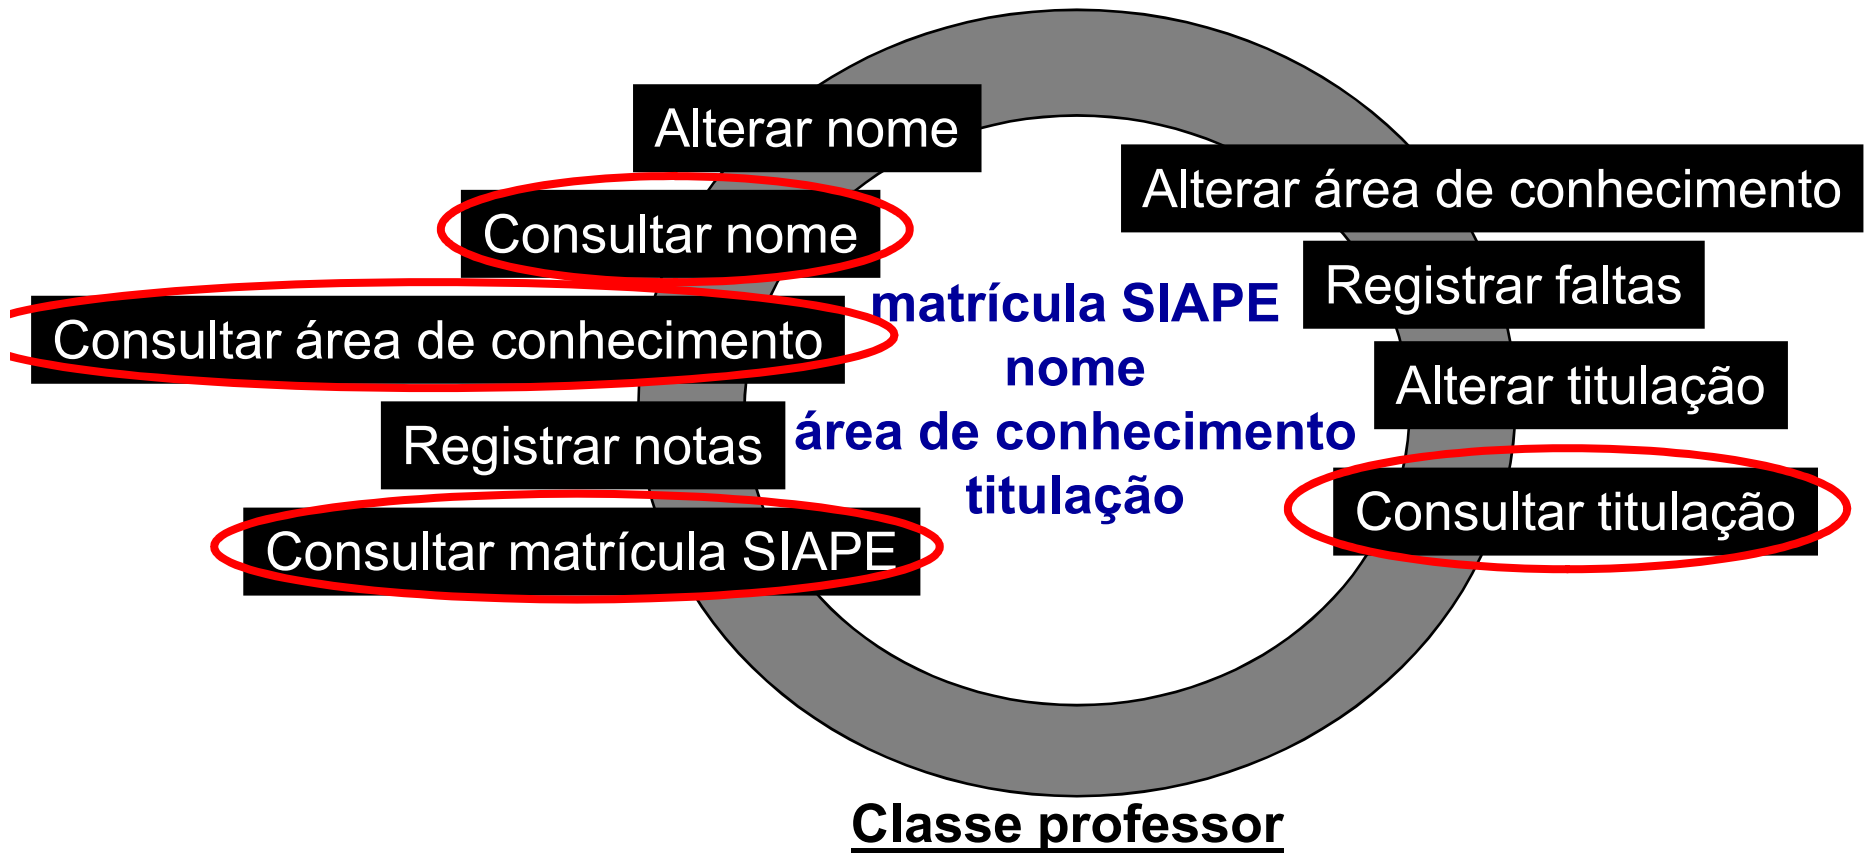 Alterar nome
Consultar nome
Consultar área de conhecimento
Registrar notas
Consultar matrícula SIAPE
matrícula SIAPE
nome
área de conhecimento
titulação
Alterar área de conhecimento
Registrar faltas
Alterar titulação
Consultar titulação
Classe professor